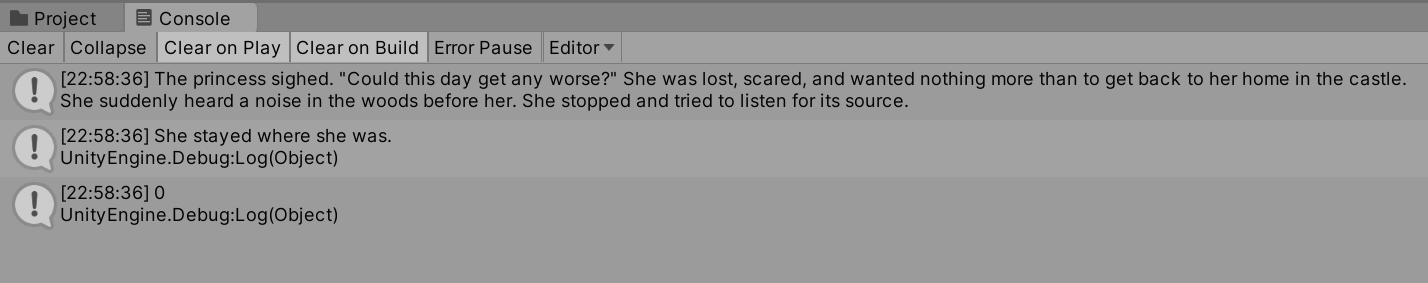 Project Console
Clear Collapse Clear on Play Clear on Build Error Pause Editor
[22:58:36] The princess sighed. "Could this day get any worse?" She was lost, scared, and wanted nothing more than to get back to her home in the castle.
She suddenly heard a noise in the woods before her. She stopped and tried to listen for its source.
[22:58:36] She stayed where she was.
UnityEngine.Debug:Log(Object)
[22:58:36] 0
UnityEngine.Debug:Log(Object)